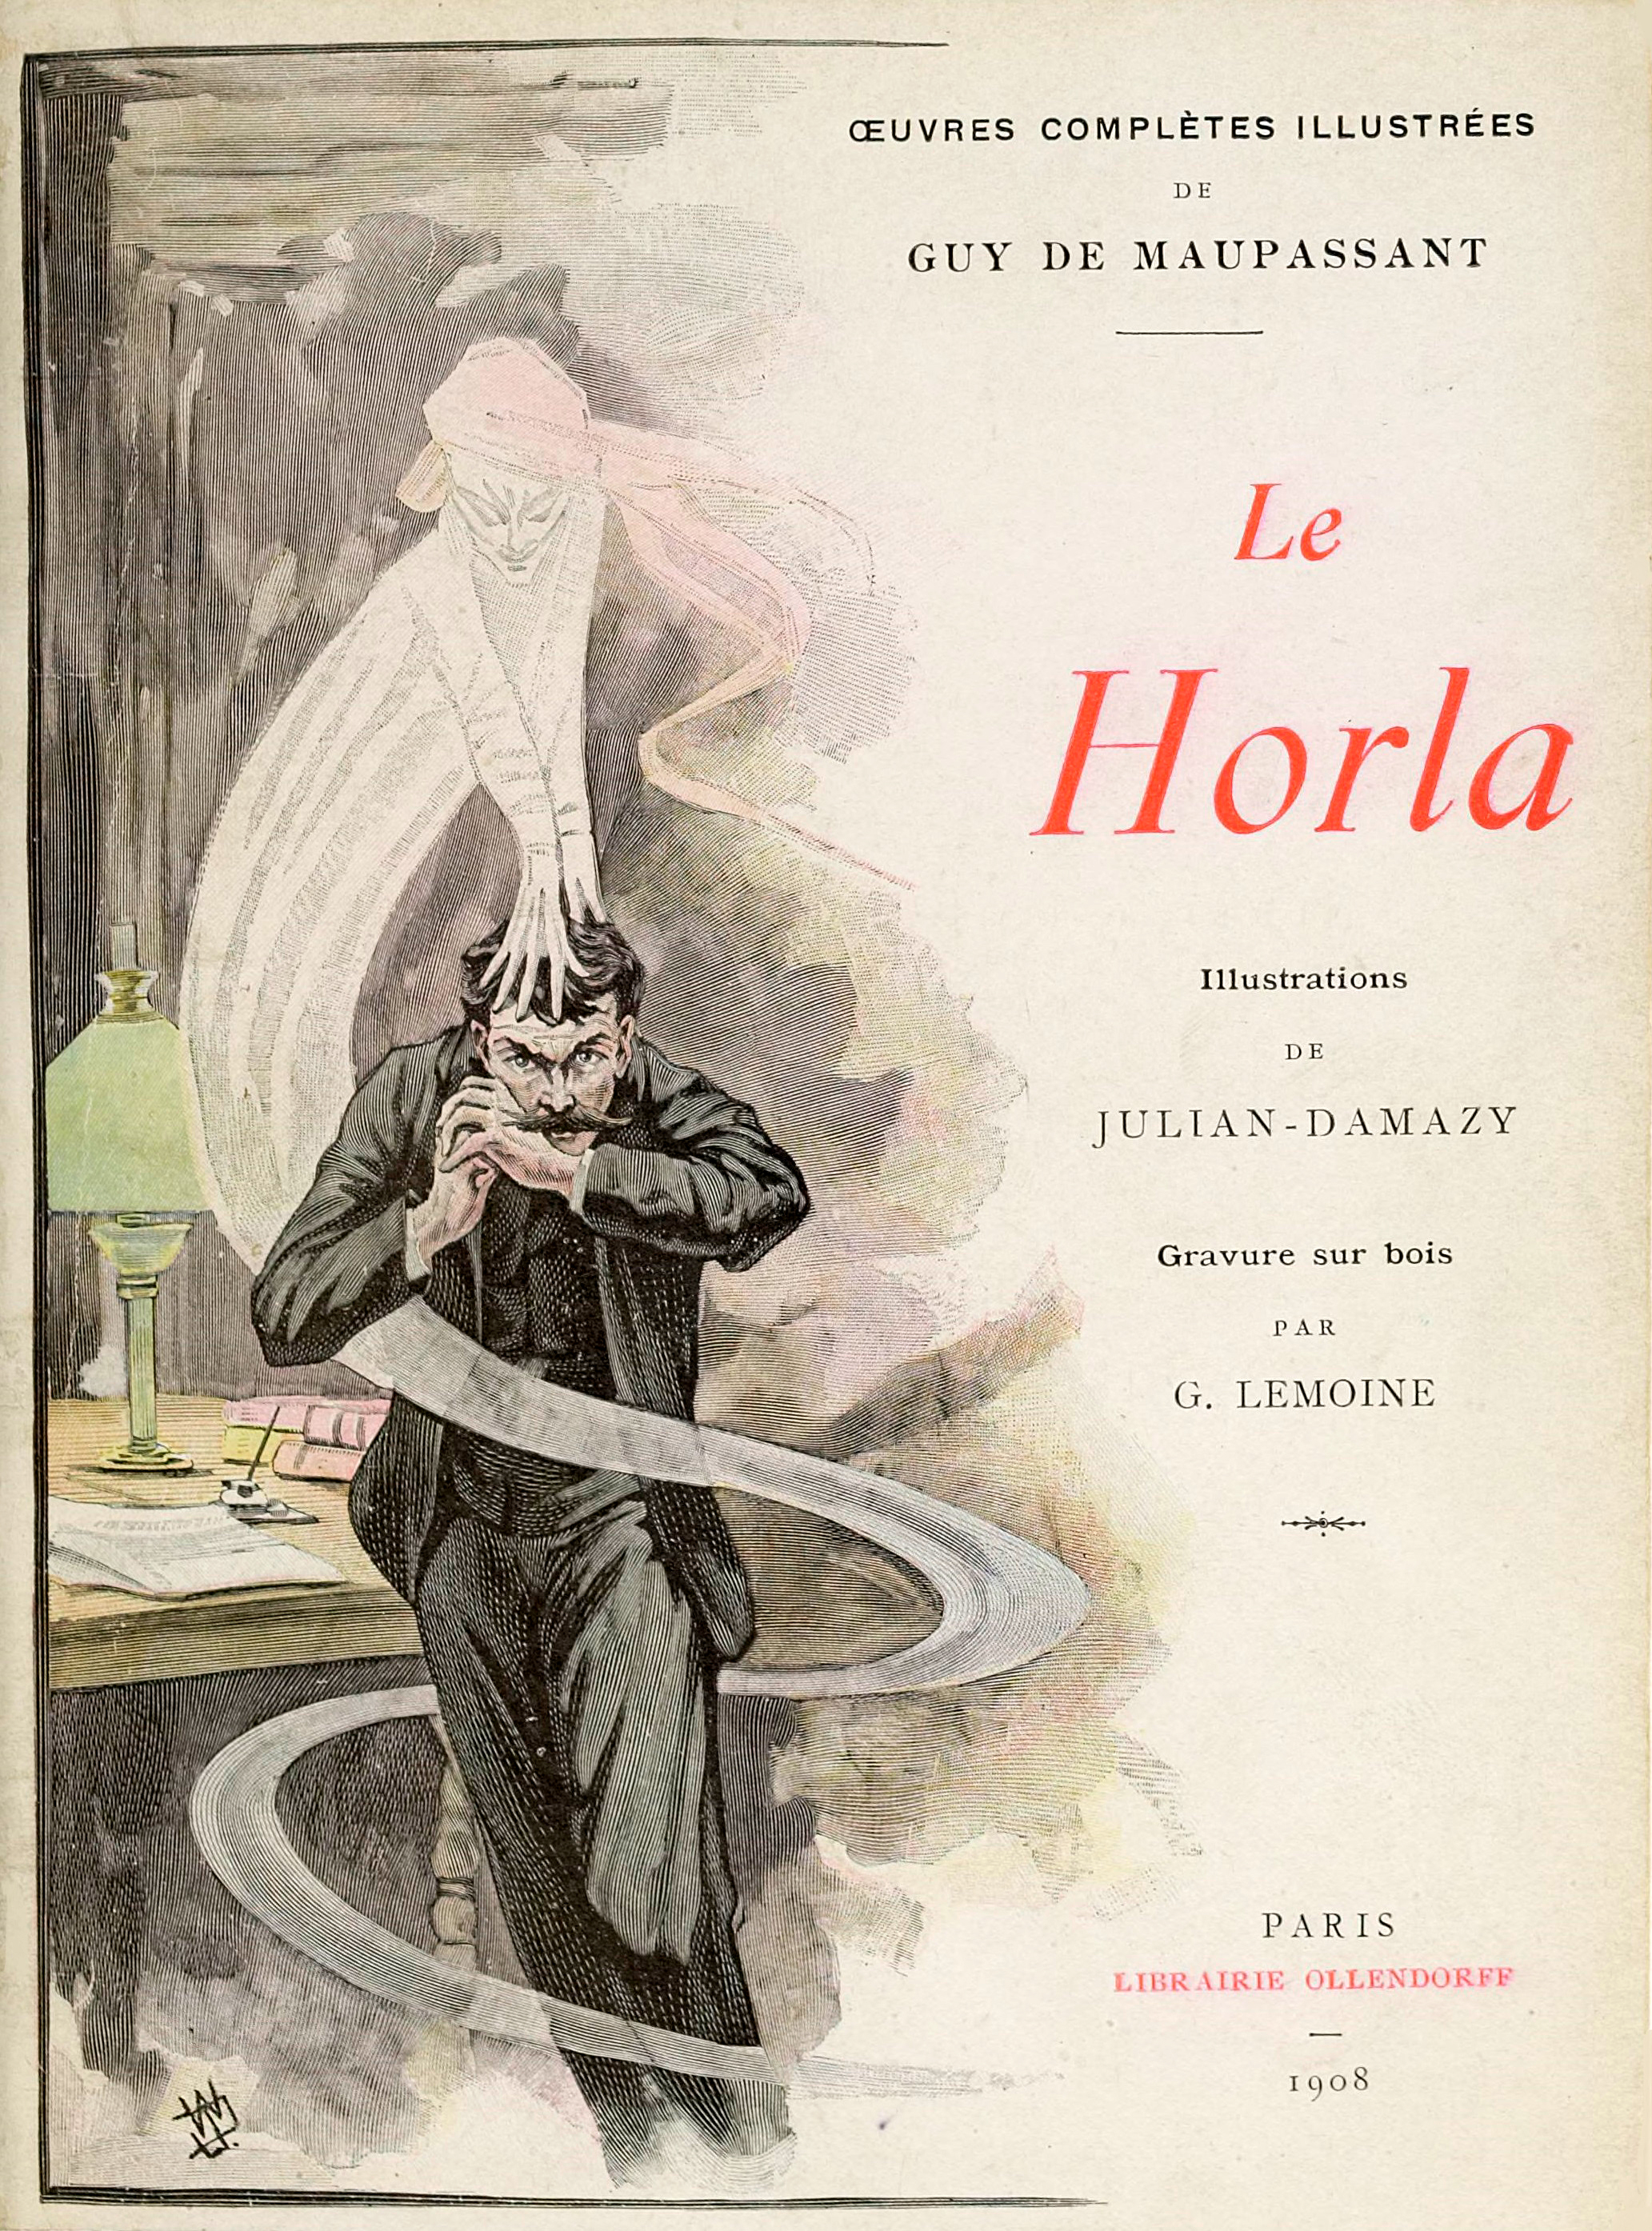 ŒUVRES COMPLÈTES ILLUSTRÉES
DE
GUY DE MAUPASSANT
Le
Horla
Illustrations
DE
JULIAN-DAMAZY
Gravure sur bois
PAR
G. LEMOINE
PARIS
LIBRAIRIE OLLENDORFF
1908